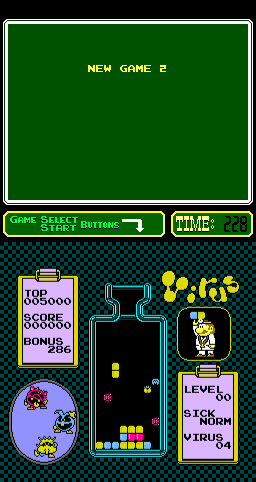 NEW GAME 2
GAME SELECT
START BUTTONS
TIME: 228
Virus
TOP
005000
SCORE
000000
BONUS
286
LEVEL
00
SICK
NORM
VIRUS
04